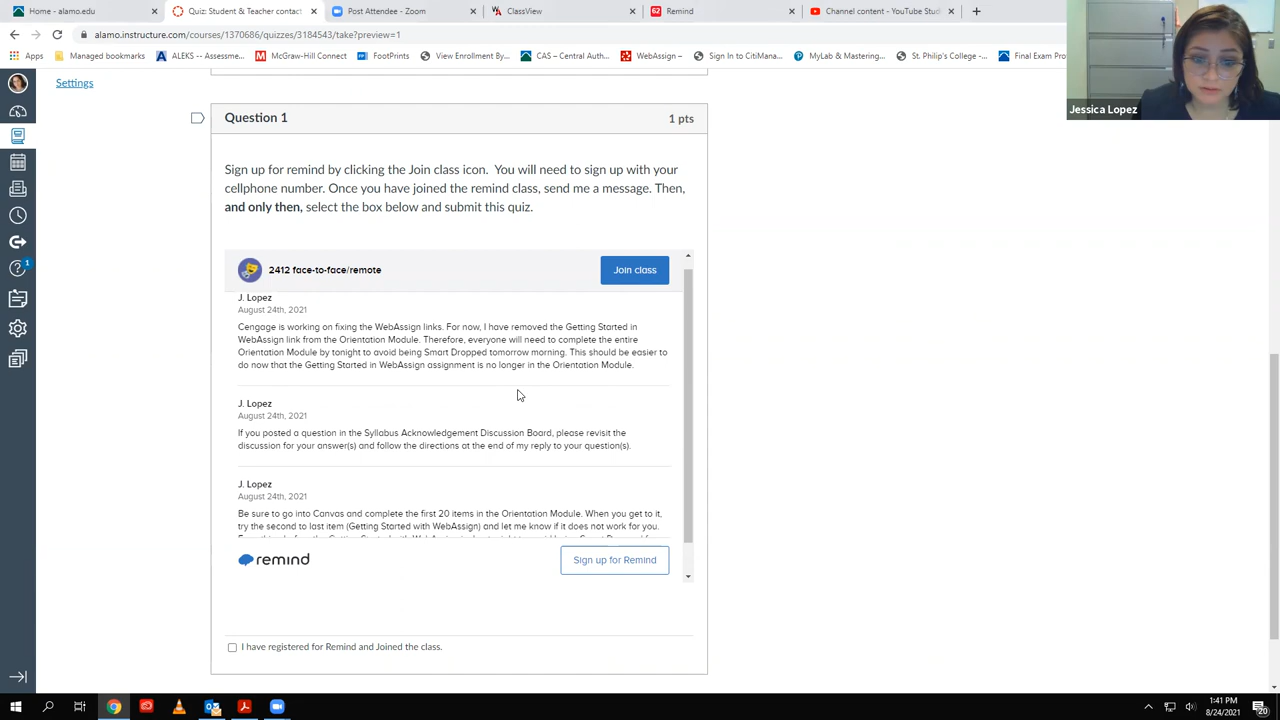 Home - alamo.edu
Quiz: Student & Teacher contact
Post Attendee - Zoom
ClassView
62 Remind
Channel content - YouTube Stud
alamo.instructure.com/courses/1370686/quizzes/3184543/take?preview=1
Apps
Managed bookmarks
ALEKS -- Assessme...
McGraw-Hill Connect
FootPrints
View Enrollment By...
CAS – Central Auth...
WebAssign –
Sign In to CitiMana...
MyLab & Mastering...
St. Philip's College -...
Final Exam Pro
Jessica Lopez
Settings
Question 1
1 pts
Sign up for remind by clicking the Join class icon. You will need to sign up with your
cellphone number. Once you have joined the remind class, send me a message. Then,
and only then, select the box below and submit this quiz.
2412 face-to-face/remote
Join class
J. Lopez
August 24th, 2021
Cengage is working on fixing the WebAssign links. For now, I have removed the Getting Started in
WebAssign link from the Orientation Module. Therefore, everyone will need to complete the entire
Orientation Module by tonight to avoid being Smart Dropped tomorrow morning. This should be easier to
do now that the Getting Started in WebAssign assignment is no longer in the Orientation Module.
J. Lopez
August 24th, 2021
If you posted a question in the Syllabus Acknowledgement Discussion Board, please revisit the
discussion for your answer(s) and follow the directions at the end of my reply to your question(s).
J. Lopez
August 24th, 2021
Be sure to go into Canvas and complete the first 20 items in the Orientation Module. When you get to it,
try the second to last item (Getting Started with WebAssign) and let me know if it does not work for you.
remind
Sign up for Remind
I have registered for Remind and Joined the class.
1
1:41 PM
8/24/2021
20